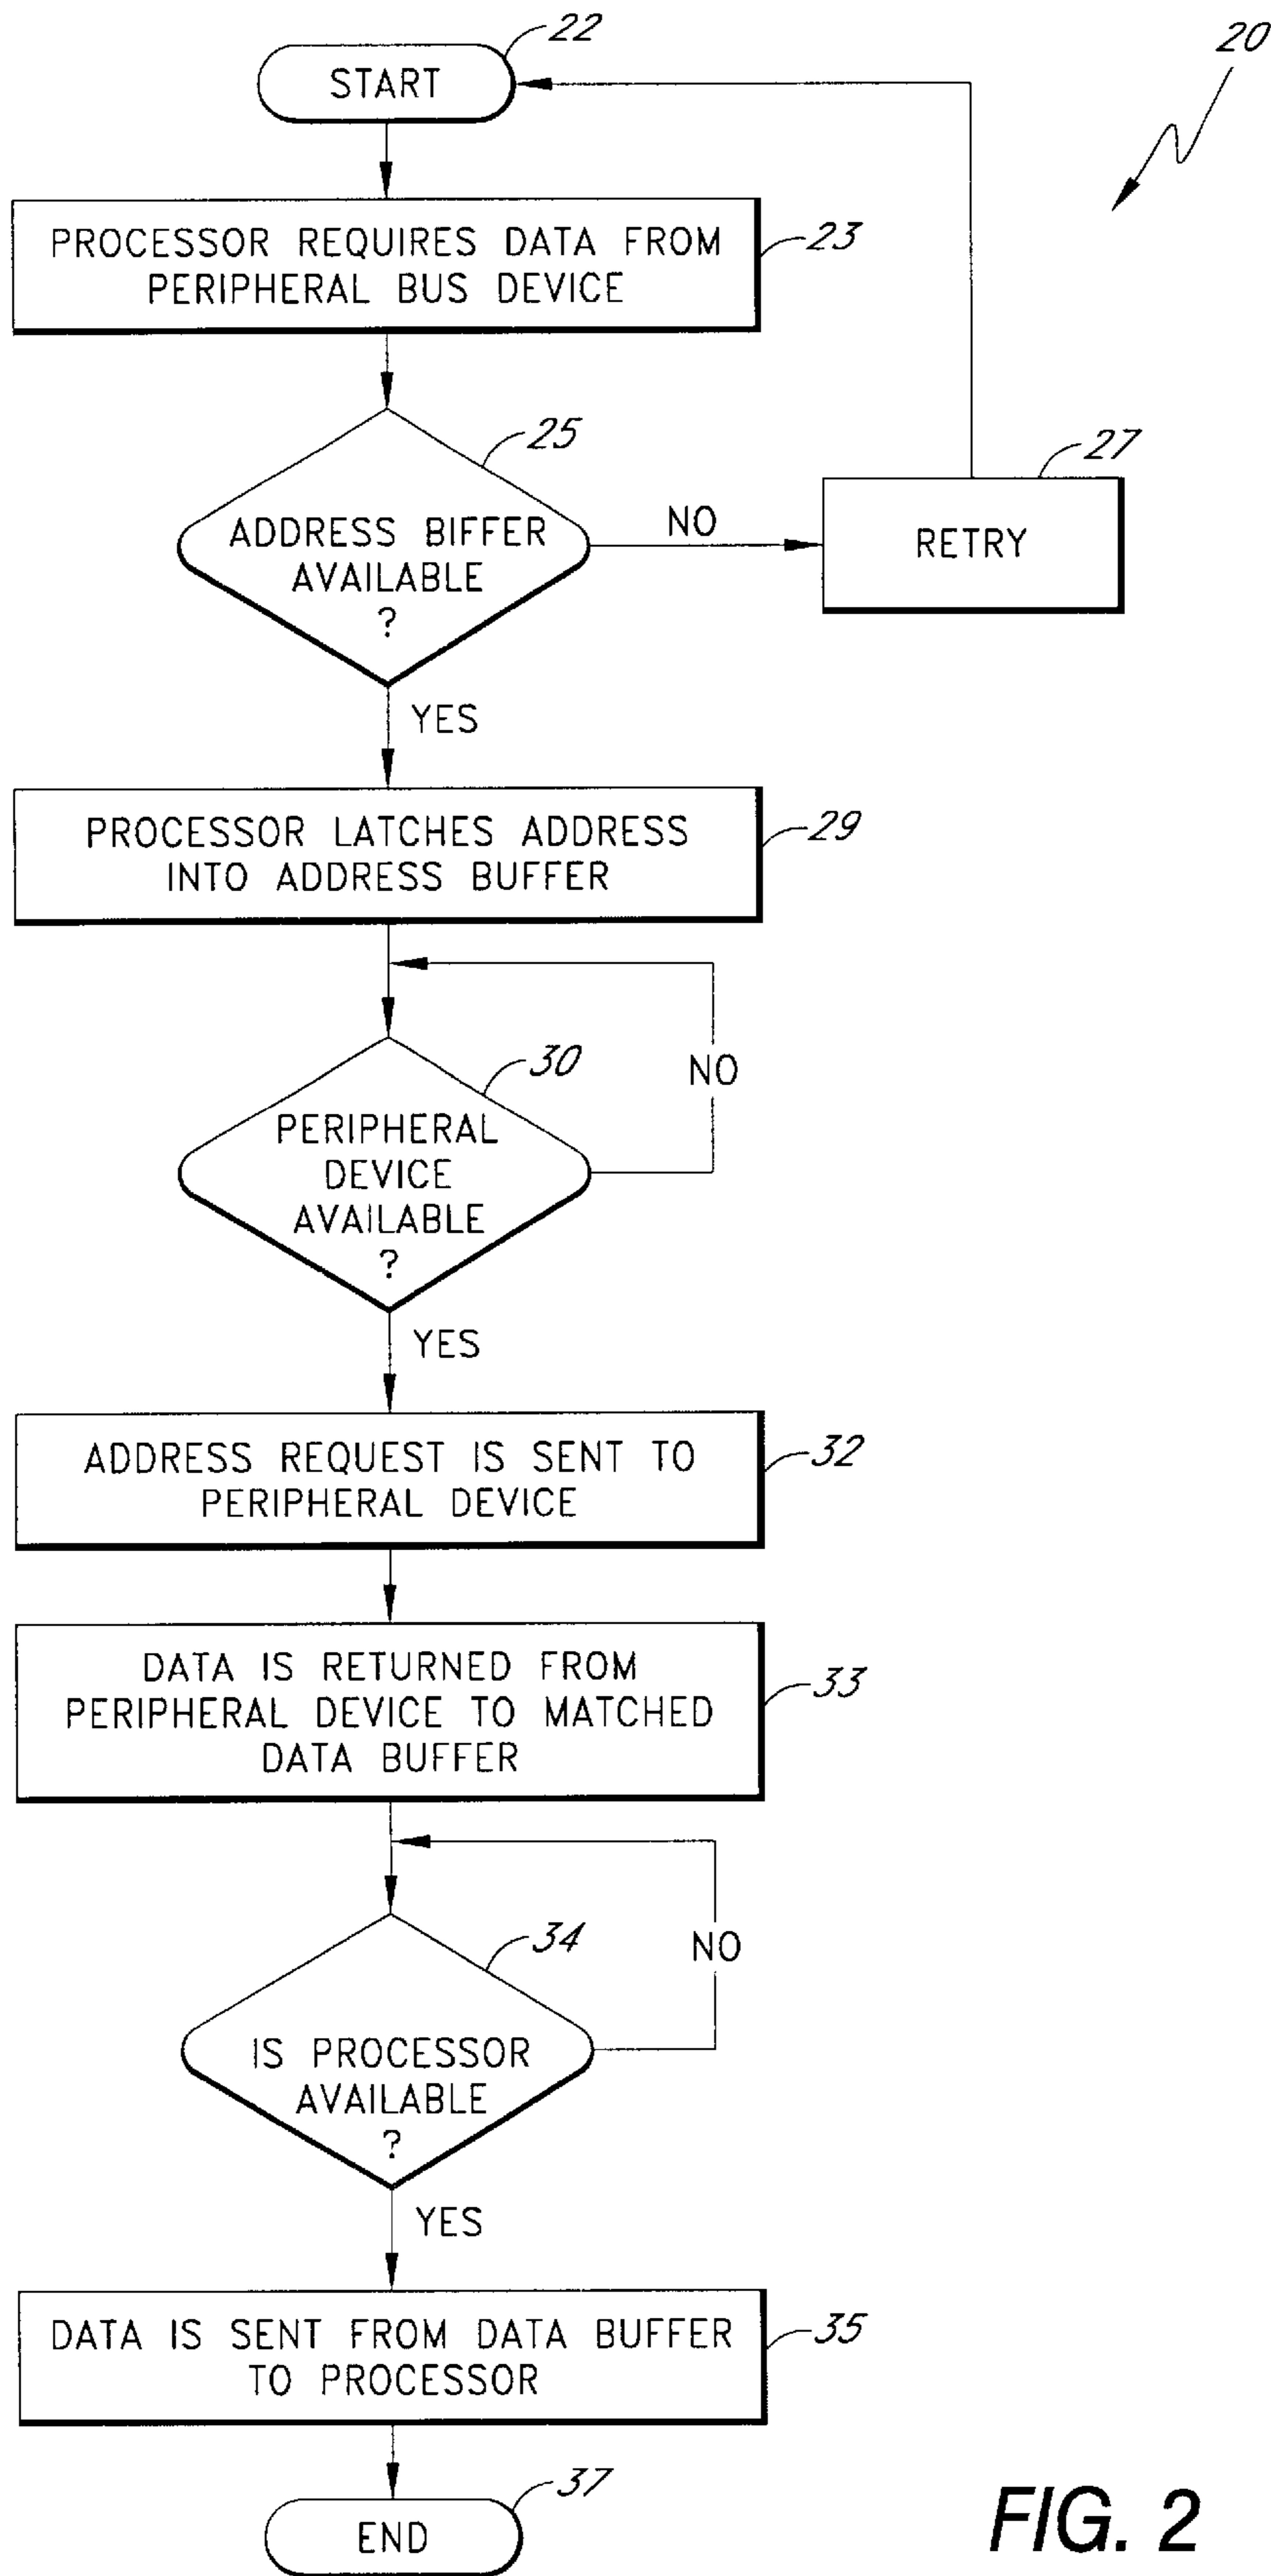 22
20
START
PROCESSOR REQUIRES DATA FROM
PERIPHERAL BUS DEVICE
23
25
ADDRESS BIFFER
AVAILABLE
?
NO
27
RETRY
YES
PROCESSOR LATCHES ADDRESS
INTO ADDRESS BUFFER
29
30
NO
PERIPHERAL
DEVICE
AVAILABLE
?
YES
ADDRESS REQUEST IS SENT TO
PERIPHERAL DEVICE
32
DATA IS RETURNED FROM
PERIPHERAL DEVICE TO MATCHED
DATA BUFFER
33
34
NO
IS PROCESSOR
AVAILABLE
?
YES
DATA IS SENT FROM DATA BUFFER
TO PROCESSOR
35
37
END
FIG. 2